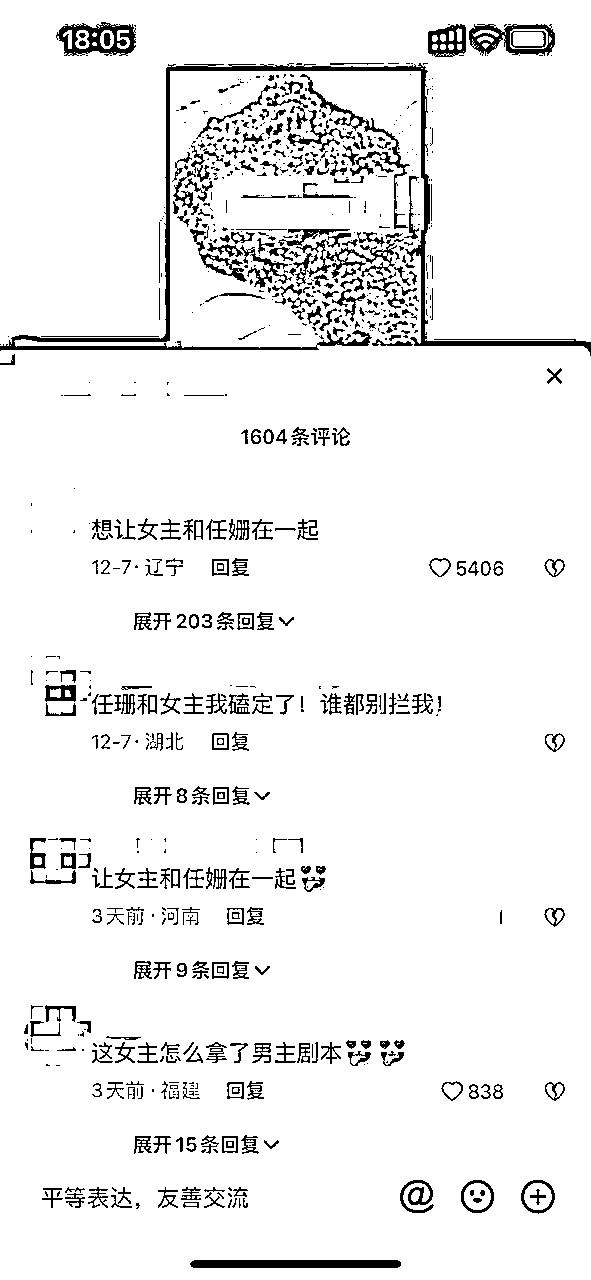 18:05
1604条评论
想让女主和任姗在一起
12-7·辽宁 回复 5406
展开203条回复
任珊和女主我磕定了！谁都别拦我！
12-7·湖北 回复
展开8条回复
让女主和任姗在一起
3天前·河南 回复
展开9条回复
这女主怎么拿了男主剧本
3天前·福建 回复 838
展开15条回复
平等表达，友善交流 @